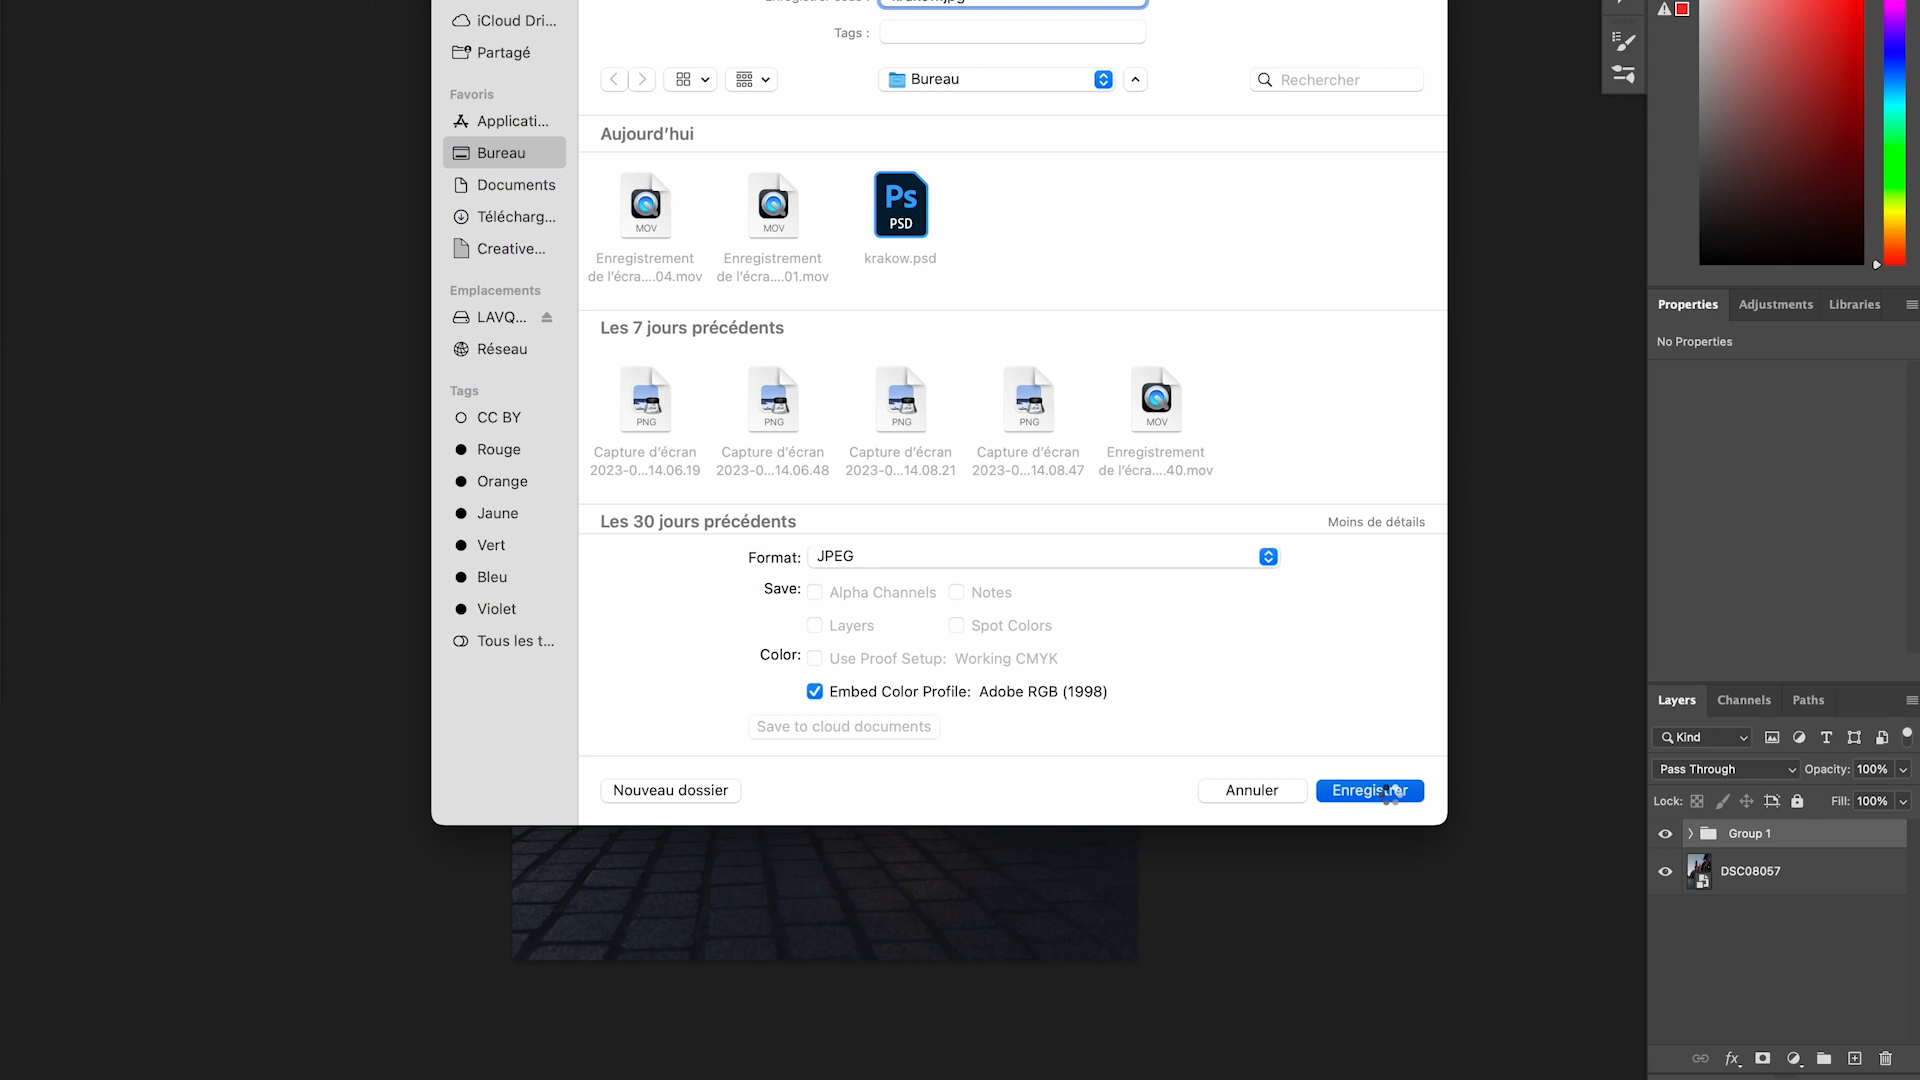 iCloud Dri...
Partagé
Favoris
Applicati...
Bureau
Documents
Télécharg...
Creative...
Emplacements
LAVQ...
Réseau
Tags
CC BY
Rouge
Orange
Jaune
Vert
Bleu
Violet
Tous les t...
Tags :
Bureau
Rechercher
Aujourd'hui
MOV
MOV
Ps
PSD
Enregistrement
de l'écra....04.mov
Enregistrement
de l'écra....01.mov
krakow.psd
Les 7 jours précédents
PNG
PNG
PNG
PNG
MOV
Capture d'écran
2023-0...14.06.19
Capture d'écran
2023-0...14.06.48
Capture d'écran
2023-0...14.08.21
Capture d'écran
2023-0...14.08.47
Enregistrement
de l'écra....40.mov
Les 30 jours précédents
Moins de détails
Format: JPEG
Save: Alpha Channels Notes
Layers Spot Colors
Color: Use Proof Setup: Working CMYK
Embed Color Profile: Adobe RGB (1998)
Save to cloud documents
Nouveau dossier
Annuler
Enregistrer
Properties Adjustments Libraries
No Properties
Layers Channels Paths
Kind
Pass Through Opacity: 100%
Lock: Fill: 100%
Group 1
DSC08057
fx